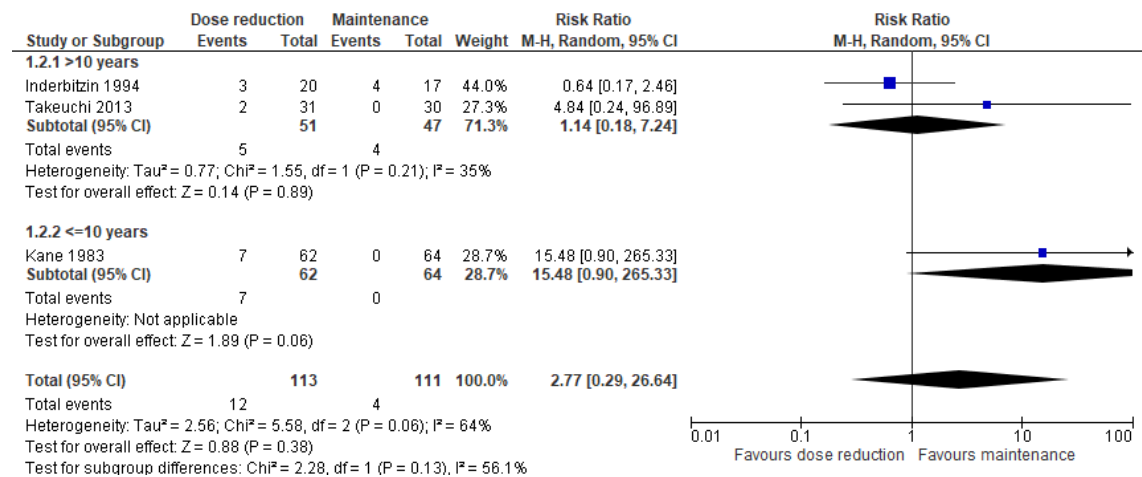 Dose reduction Maintenance Risk Ratio Risk Ratio
Study or Subgroup Events Total Events Total Weight M-H, Random, 95% CI M-H, Random, 95% CI
1.2.1 >10 years
Inderbitzin 1994 3 20 4 17 44.0% 0.64 [0.17, 2.46]
Takeuchi 2013 2 31 0 30 27.3% 4.84 [0.24, 96.89]
Subtotal (95% CI) 51 47 71.3% 1.14 [0.18, 7.24]
Total events 5 4
Heterogeneity: Tau² = 0.77; Chi² = 1.55, df = 1 (P = 0.21); I² = 35%
Test for overall effect: Z = 0.14 (P = 0.89)
1.2.2 <=10 years
Kane 1983 7 62 0 64 28.7% 15.48 [0.90, 265.33]
Subtotal (95% CI) 62 64 28.7% 15.48 [0.90, 265.33]
Total events 7 0
Heterogeneity: Not applicable
Test for overall effect: Z = 1.89 (P = 0.06)
Total (95% CI) 113 111 100.0% 2.77 [0.29, 26.64]
Total events 12 4
Heterogeneity: Tau² = 2.56; Chi² = 5.58, df = 2 (P = 0.06); I² = 64%
Test for overall effect: Z = 0.88 (P = 0.38)
Test for subgroup differences: Chi² = 2.28, df = 1 (P = 0.13), I² = 56.1%
0.01 0.1 1 10 100
Favours dose reduction Favours maintenance